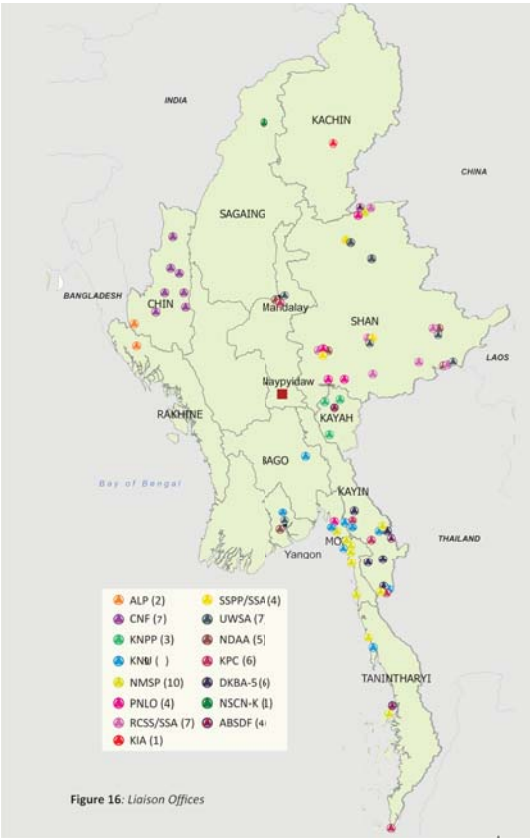 INDIA
KACHIN
CHINA
SAGAING
BANGLADESH
CHIN
Mandalay
SHAN
LAOS
Naypyidaw
KAYAH
RAKHINE
BAGO
Bay of Bengal
KAYIN
THAILAND
Yangon
TANINTHARYI
ALP (2)
CNF (7)
KNPP (3)
KNU ( )
NMSP (10)
PNLO (4)
RCSS/SSA (7)
KIA (1)
SSPP/SSA (4)
UWSA (7
NDAA (5)
KPC (6)
DKBA-5 (6)
NSCN-K (1)
ABSDF (4)
Figure 16: Liaison Offices